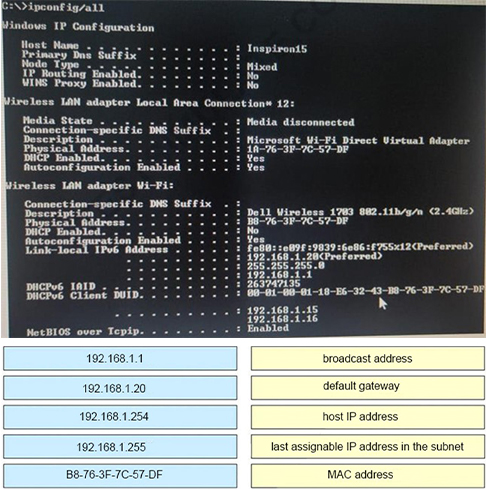 C:\>ipconfig/all
Windows IP Configuration
Host Name . . . . . . . . . . . . : Inspiron15
Primary Dns Suffix . . . . . . . :
Node Type . . . . . . . . . . . . : Mixed
IP Routing Enabled. . . . . . . . : No
WINS Proxy Enabled. . . . . . . . : No
Wireless LAN adapter Local Area Connection* 12:
Media State . . . . . . . . . . . : Media disconnected
Connection-specific DNS Suffix . :
Description . . . . . . . . . . . : Microsoft Wi-Fi Direct Virtual Adapter
Physical Address. . . . . . . . . : 1A-76-3F-7C-57-DF
DHCP Enabled. . . . . . . . . . . : Yes
Autoconfiguration Enabled . . . . : Yes
Wireless LAN adapter Wi-Fi:
Connection-specific DNS Suffix . :
Description . . . . . . . . . . . : Dell Wireless 1703 802.11b/g/n (2.4GHz)
Physical Address. . . . . . . . . : B8-76-3F-7C-57-DF
DHCP Enabled. . . . . . . . . . . : No
Autoconfiguration Enabled . . . . : Yes
Link-local IPv6 Address . . . . . : fe80::e09f:9839:6e86:f755x12(Preferred)
. . . . . . . . . . . : 192.168.1.20(Preferred)
. . . . . . . . . . . : 255.255.255.0
. . . . . . . . . . . : 192.168.1.1
DHCPv6 IAID . . . . . . . . . . . : 263747135
DHCPv6 Client DUID. . . . . . . . : 00-01-00-01-18-E6-32-43-B8-76-3F-7C-57-DF
. . . . . . . . . . . : 192.168.1.15
192.168.1.16
NetBIOS over Tcpip. . . . . . . . : Enabled
192.168.1.1
broadcast address
192.168.1.20
default gateway
192.168.1.254
host IP address
192.168.1.255
last assignable IP address in the subnet
B8-76-3F-7C-57-DF
MAC address